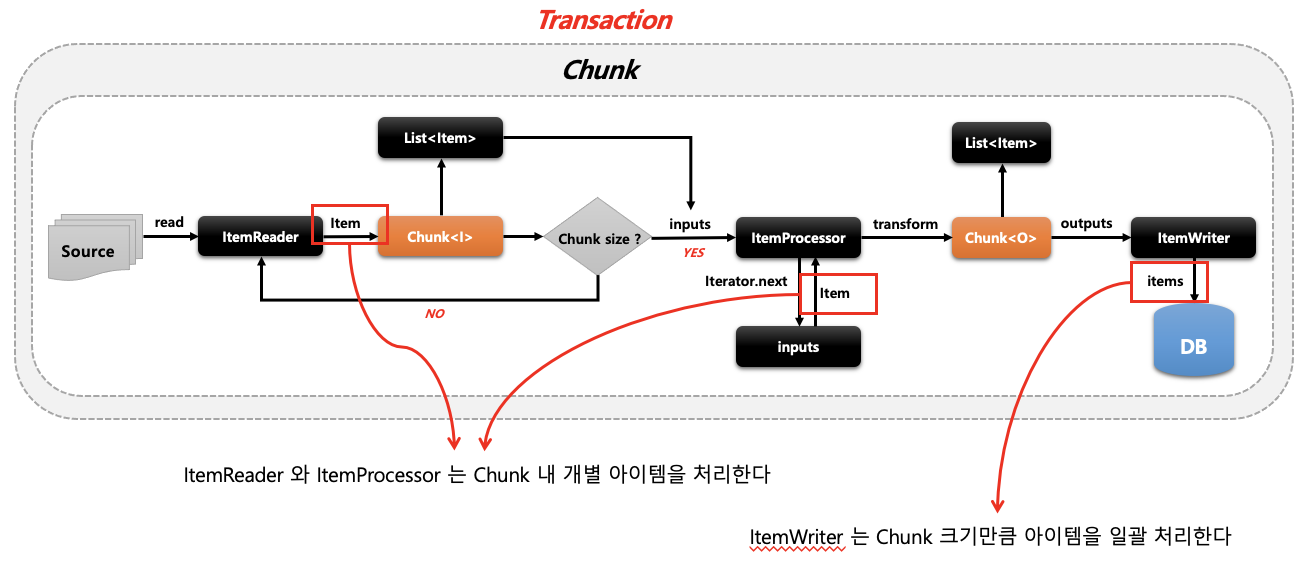 Transaction
Chunk
List<Item>
List<Item>
Source
read
ItemReader
Item
Chunk<I>
Chunk size ?
inputs
YES
NO
ItemProcessor
transform
Chunk<O>
outputs
ItemWriter
Iterator.next
Item
inputs
items
DB
ItemReader 와 ItemProcessor 는 Chunk 내 개별 아이템을 처리한다
ItemWriter 는 Chunk 크기만큼 아이템을 일괄 처리한다